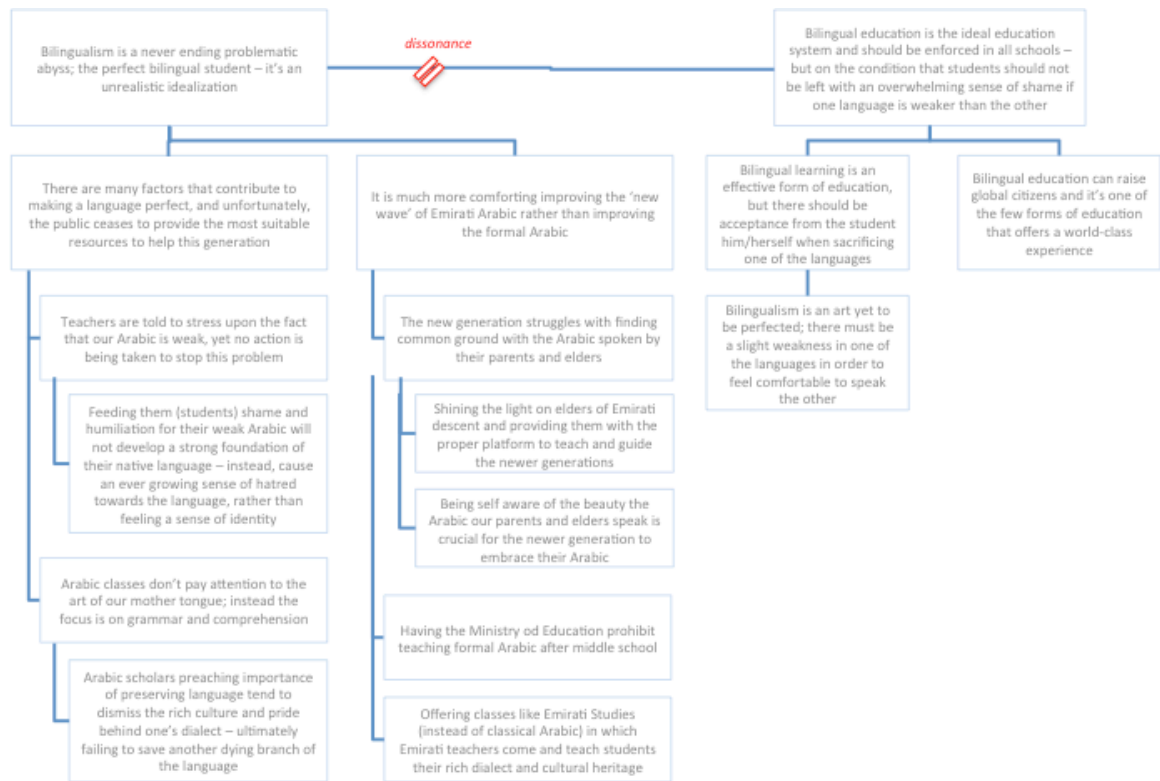 Bilingualism is a never ending problematic
abyss; the perfect bilingual student – it's an
unrealistic idealization
dissonance
Bilingual education is the ideal education
system and should be enforced in all schools –
but on the condition that students should not
be left with an overwhelming sense of shame if
one language is weaker than the other
There are many factors that contribute to
making a language perfect, and unfortunately,
the public ceases to provide the most suitable
resources to help this generation
It is much more comforting improving the 'new
wave' of Emirati Arabic rather than improving
the formal Arabic
Bilingual learning is an
effective form of education,
but there should be
acceptance from the student
him/herself when sacrificing
one of the languages
Bilingual education can raise
global citizens and it's one of
the few forms of education
that offers a world-class
experience
Teachers are told to stress upon the fact
that our Arabic is weak, yet no action is
being taken to stop this problem
The new generation struggles with finding
common ground with the Arabic spoken by
their parents and elders
Bilingualism is an art yet to
be perfected; there must be
a slight weakness in one of
the languages in order to
feel comfortable to speak
the other
Feeding them (students) shame and
humiliation for their weak Arabic will
not develop a strong foundation of
their native language – instead, cause
an ever growing sense of hatred
towards the language, rather than
feeling a sense of identity
Shining the light on elders of Emirati
descent and providing them with the
proper platform to teach and guide
the newer generations
Being self aware of the beauty the
Arabic our parents and elders speak is
crucial for the newer generation to
embrace their Arabic
Arabic classes don't pay attention to the
art of our mother tongue; instead the
focus is on grammar and comprehension
Having the Ministry od Education prohibit
teaching formal Arabic after middle school
Arabic scholars preaching importance
of preserving language tend to
dismiss the rich culture and pride
behind one's dialect – ultimately
failing to save another dying branch of
the language
Offering classes like Emirati Studies
(instead of classical Arabic) in which
Emirati teachers come and teach students
their rich dialect and cultural heritage